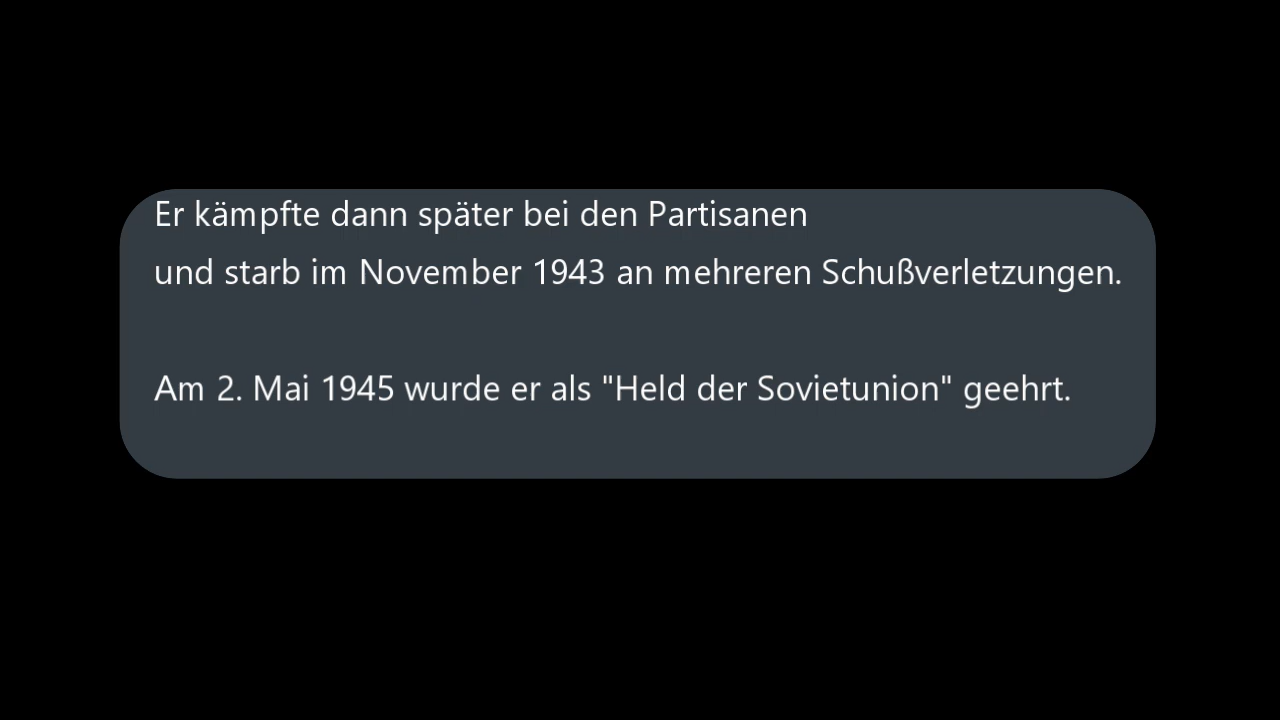 Er kämpfte dann später bei den Partisanen
und starb im November 1943 an mehreren Schußverletzungen.
Am 2. Mai 1945 wurde er als "Held der Sovietunion" geehrt.